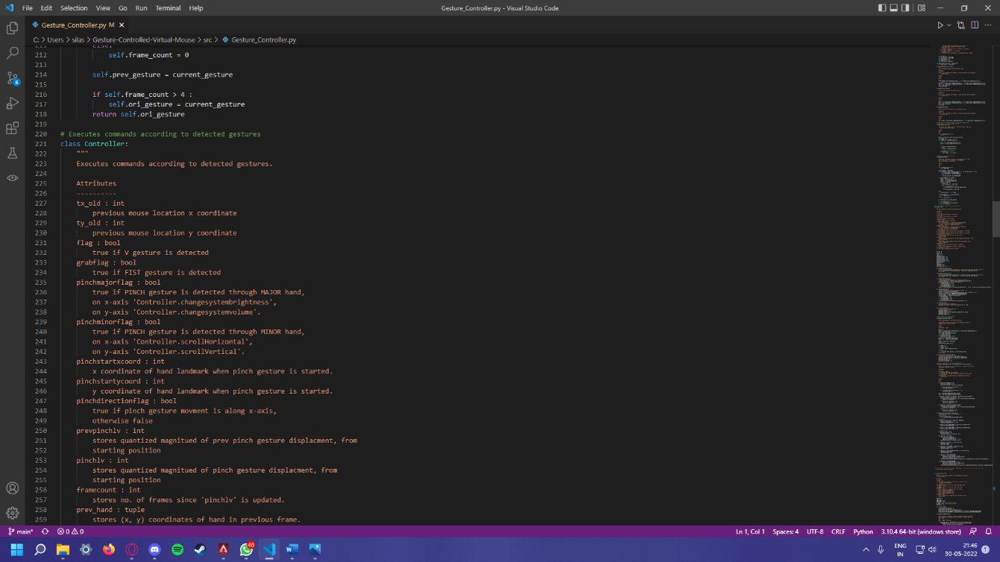 File Edit Selection View Go Run Terminal Help
Gesture_Controller.py - Visual Studio Code
Gesture_Controller.py M
C: > Users > silas > Gesture-Controlled-Virtual-Mouse > src > Gesture_Controller.py
211 else:
212 self.frame_count = 0
213
214 self.prev_gesture = current_gesture
215
216 if self.frame_count > 4 :
217 self.ori_gesture = current_gesture
218 return self.ori_gesture
219
220 # Executes commands according to detected gestures
221 class Controller:
222 """
223 Executes commands according to detected gestures.
224
225 Attributes
226 ----------
227 tx_old : int
228 previous mouse location x coordinate
229 ty_old : int
230 previous mouse location y coordinate
231 flag : bool
232 true if V gesture is detected
233 grabflag : bool
234 true if FIST gesture is detected
235 pinchmajorflag : bool
236 true if PINCH gesture is detected through MAJOR hand,
237 on x-axis 'Controller.changesystembrightness',
238 on y-axis 'Controller.changesystemvolume'.
239 pinchminorflag : bool
240 true if PINCH gesture is detected through MINOR hand,
241 on x-axis 'Controller.scrollHorizontal',
242 on y-axis 'Controller.scrollVertical'.
243 pinchstartxcoord : int
244 x coordinate of hand landmark when pinch gesture is started.
245 pinchstartycoord : int
246 y coordinate of hand landmark when pinch gesture is started.
247 pinchdirectionflag : bool
248 true if pinch gesture movment is along x-axis,
249 otherwise false
250 prevpinchlv : int
251 stores quantized magnitued of prev pinch gesture displacment, from
252 starting position
253 pinchlv : int
254 stores quantized magnitued of pinch gesture displacment, from
255 starting position
256 framecount : int
257 stores no. of frames since 'pinchlv' is updated.
258 prev_hand : tuple
259 stores (x, y) coordinates of hand in previous frame.
6
main* 0 0
Ln 1, Col 1 Spaces: 4 UTF-8 CRLF Python 3.10.4 64-bit (windows store)
46
ENG
IN
21:46
30-05-2022
1